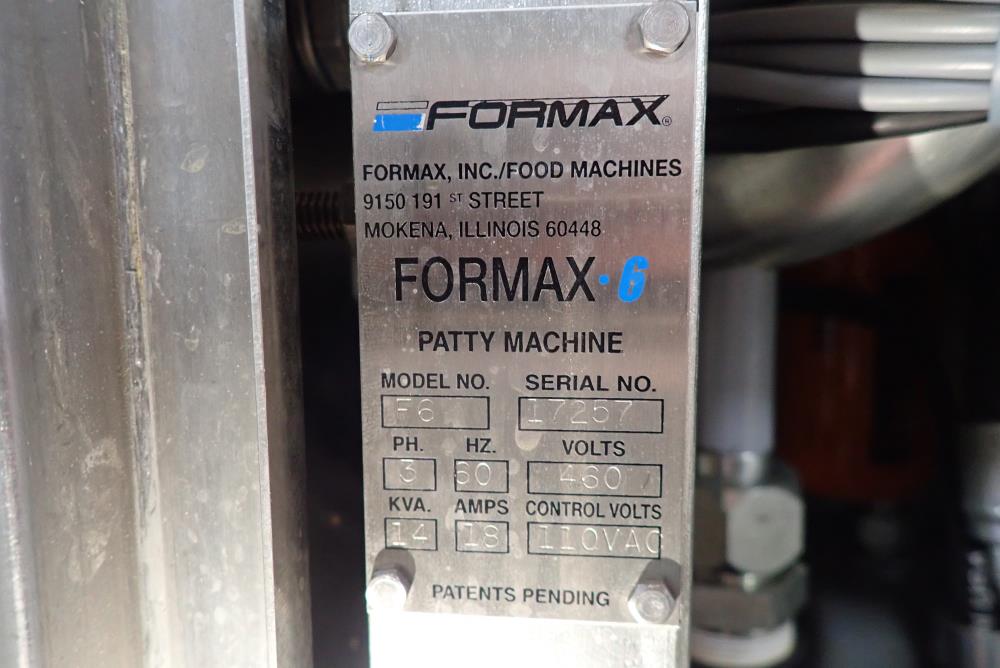 FORMAX®
FORMAX, INC./FOOD MACHINES
9150 191 ST STREET
MOKENA, ILLINOIS 60448
FORMAX·6
PATTY MACHINE
MODEL NO. SERIAL NO.
F6 17257
PH. HZ. VOLTS
3 60 460
KVA. AMPS CONTROL VOLTS
14 18 110VAC
PATENTS PENDING